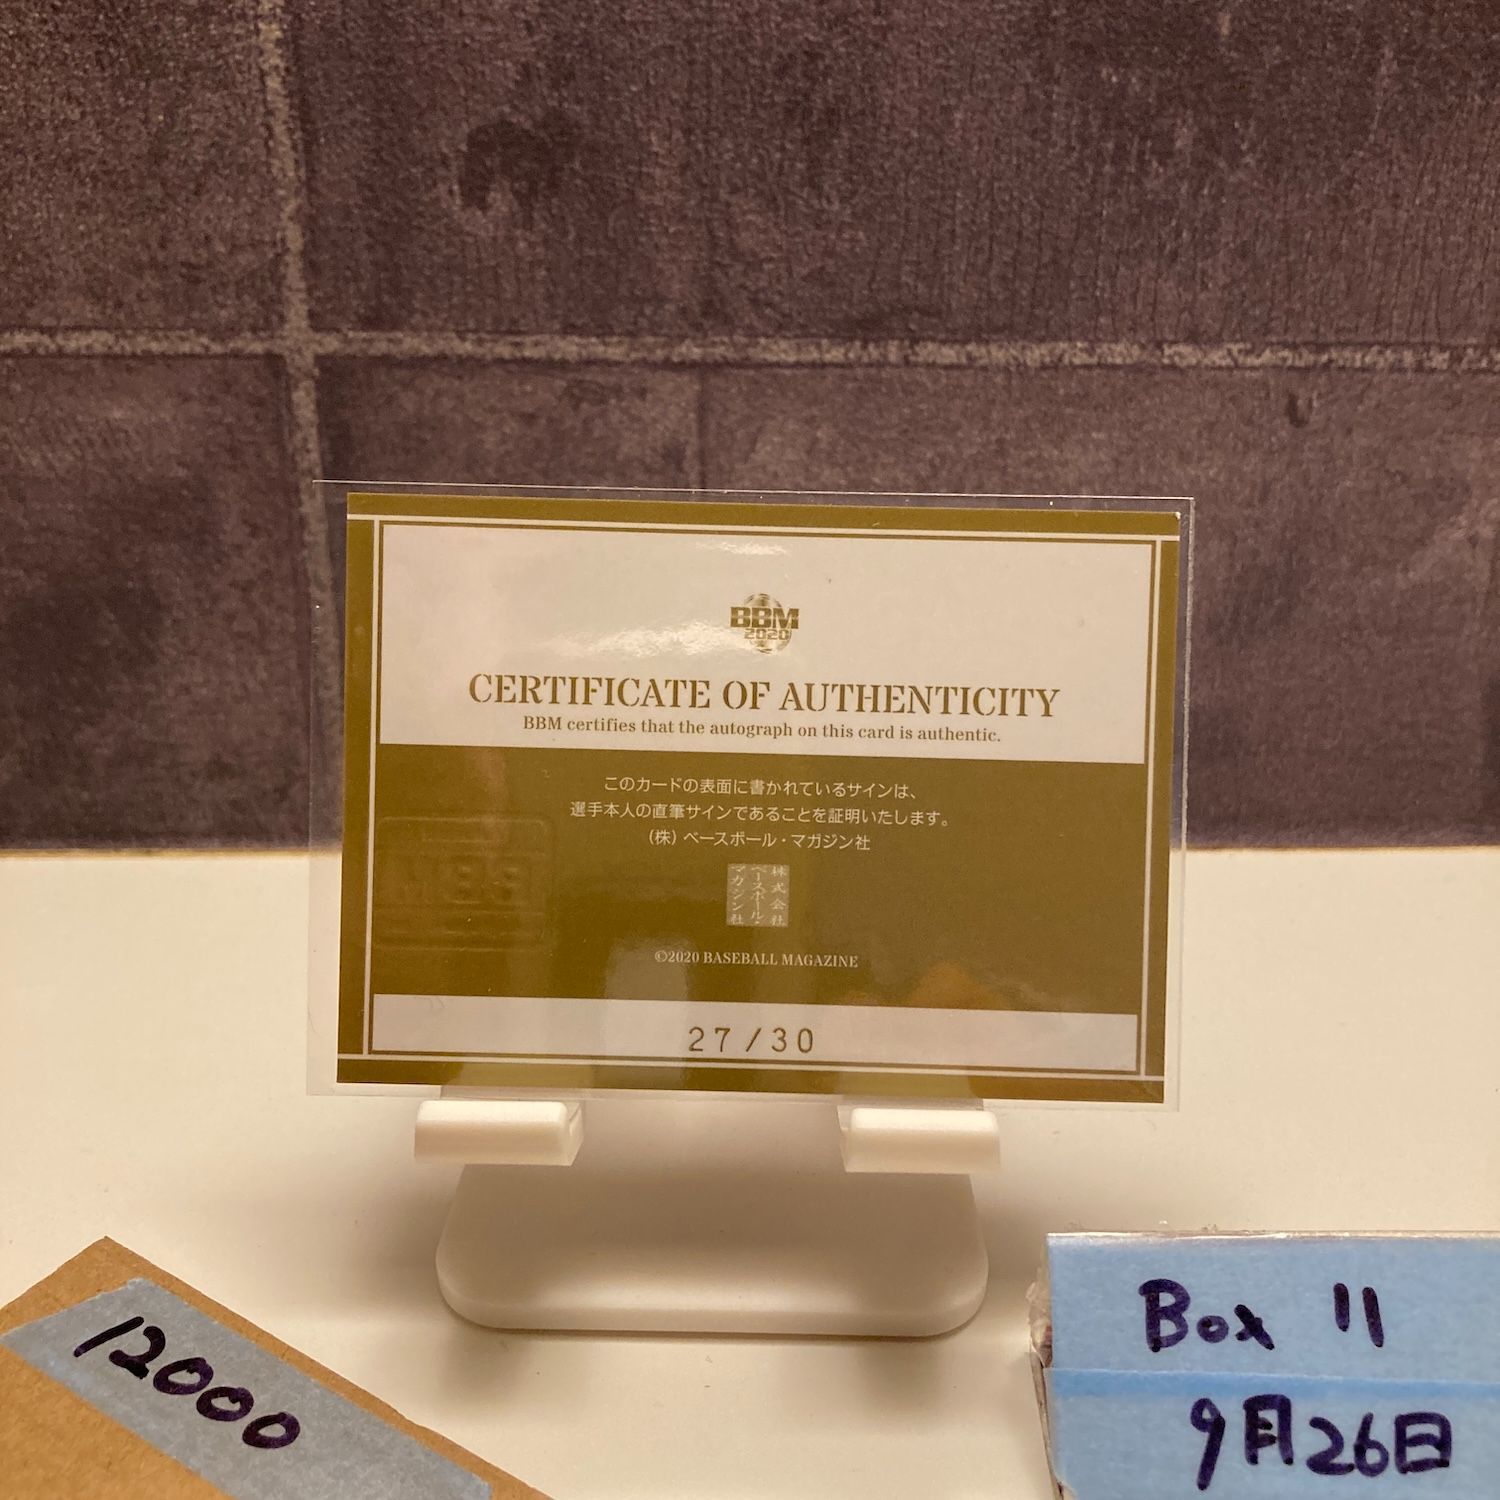 BBM
2020
CERTIFICATE OF AUTHENTICITY
BBM certifies that the autograph on this card is authentic.
このカードの表面に書かれているサインは、
選手本人の直筆サインであることを証明いたします。
(株) ベースボール・マガジン社
株式会社
ベースボール・
マガジン社
©2020 BASEBALL MAGAZINE
27/30
12000
Box 11
9月26日